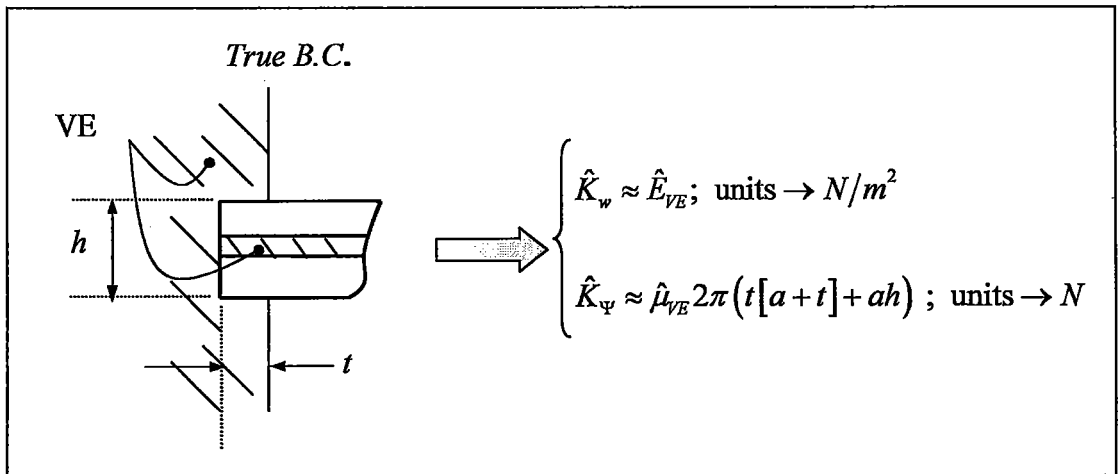 True B.C.
VE
h
t
K̂_w ≈ Ê_VE; units → N/m²
K̂_Ψ ≈ μ̂_VE 2π(t[a+t]+ah) ; units → N